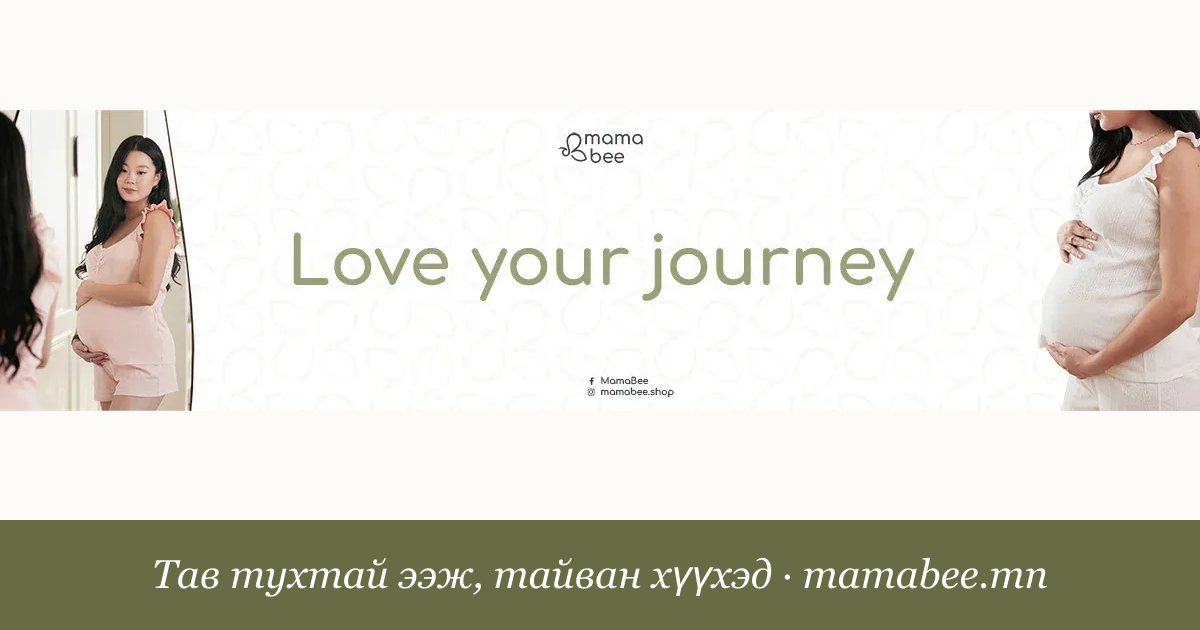 mama
bee
Love your journey
MamaBee
mamabee.shop
Тав тухтай ээж, тайван хүүхэд · mamabee.mn